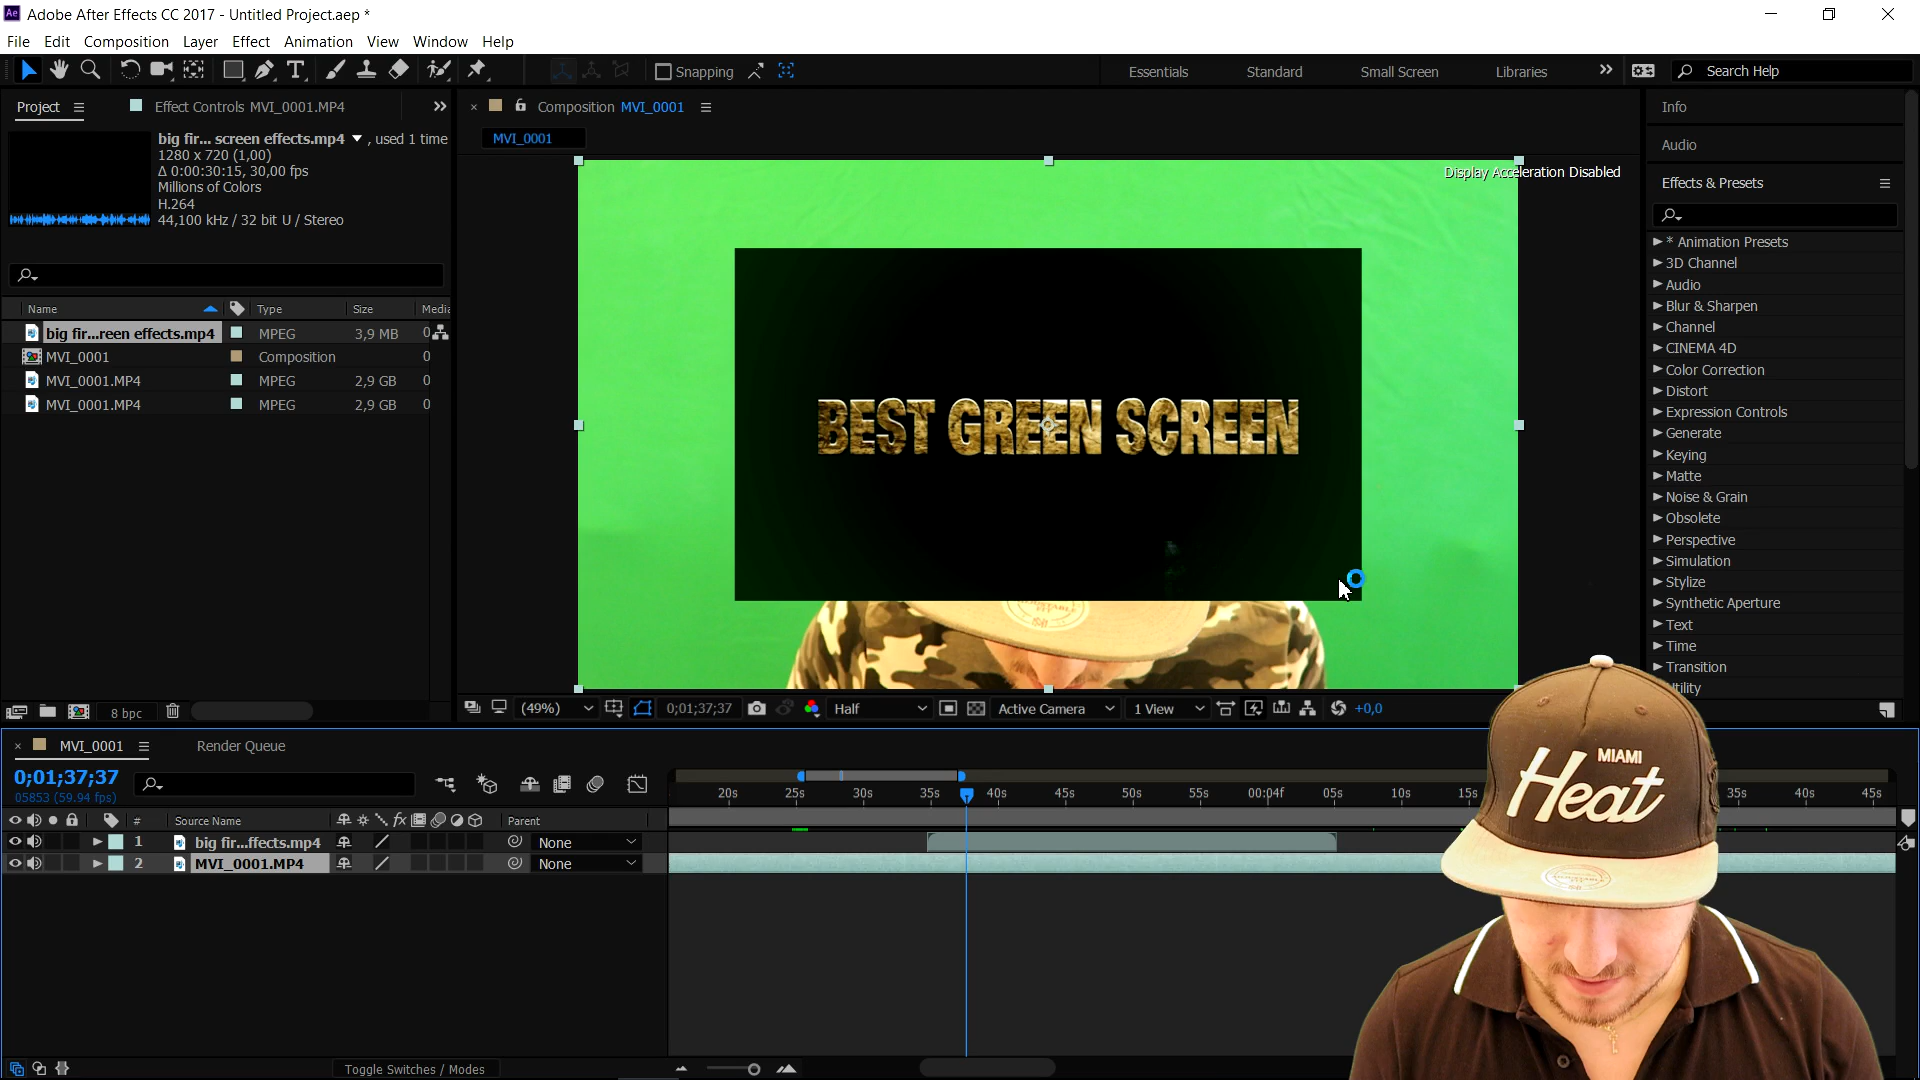 Adobe After Effects CC 2017 - Untitled Project.aep *
File Edit Composition Layer Effect Animation View Window Help
Snapping
Essentials Standard Small Screen Libraries
Search Help
Project
Effect Controls MVI_0001.MP4
big fir... screen effects.mp4 , used 1 time
1280 x 720 (1,00)
Δ 0:00:30:15, 30,00 fps
Millions of Colors
H.264
44,100 kHz / 32 bit U / Stereo
Name Type Size Media
big fir...reen effects.mp4 MPEG 3,9 MB 0
MVI_0001 Composition 0
MVI_0001.MP4 MPEG 2,9 GB 0
MVI_0001.MP4 MPEG 2,9 GB 0
8 bpc
Composition MVI_0001
MVI_0001
Display Acceleration Disabled
BEST GREEN SCREEN
(49%) 0;01;37;37 Half Active Camera 1 View +0,0
Info
Audio
Effects & Presets
* Animation Presets
3D Channel
Audio
Blur & Sharpen
Channel
CINEMA 4D
Color Correction
Distort
Expression Controls
Generate
Keying
Matte
Noise & Grain
Obsolete
Perspective
Simulation
Stylize
Synthetic Aperture
Text
Time
Transition
tility
MVI_0001
Render Queue
0;01;37;37
05853 (59.94 fps)
20s 25s 30s 35s 40s 45s 50s 55s 00:04f 05s 10s 15s 35s 40s 45s
# Source Name Parent
1 big fir...ffects.mp4 None
2 MVI_0001.MP4 None
Toggle Switches / Modes
MIAMI
Heat